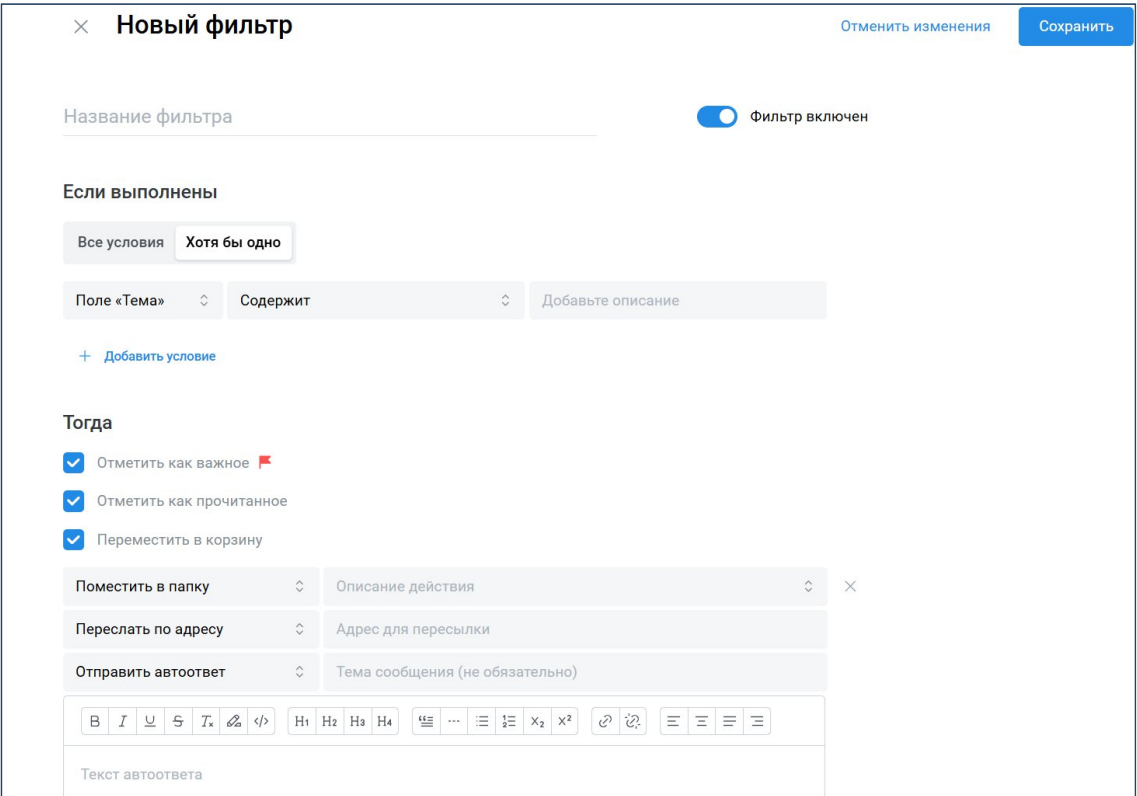 Новый фильтр
Отменить изменения
Сохранить
Название фильтра
Фильтр включен
Если выполнены
Все условия Хотя бы одно
Поле «Тема» Содержит Добавьте описание
+ Добавить условие
Тогда
Отметить как важное
Отметить как прочитанное
Переместить в корзину
Поместить в папку Описание действия
Переслать по адресу Адрес для пересылки
Отправить автоответ Тема сообщения (не обязательно)
B I U S Tx </> H1 H2 H3 H4 X₂ X²
Текст автоответа